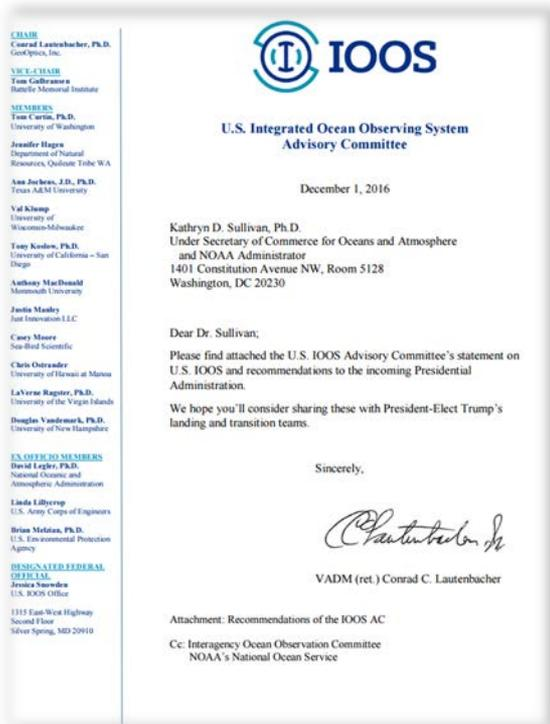 IOOS
U.S. Integrated Ocean Observing System
Advisory Committee
CHAIR
Conrad Lautenbacher, Ph.D.
GeoOptics, Inc.
VICE-CHAIR
Tom Gulbransen
Battelle Memorial Institute
MEMBERS
Tom Curtin, Ph.D.
University of Washington
Jennifer Hagen
Department of Natural
Resources, Quileute Tribe WA
Ann Jochens, J.D., Ph.D.
Texas A&M University
Val Klump
University of
Wisconsin-Milwaukee
Tony Koslow, Ph.D.
University of California – San
Diego
Anthony MacDonald
Monmouth University
Justin Manley
Just Innovation LLC
Casey Moore
Sea-Bird Scientific
Chris Ostrander
University of Hawaii at Manoa
LaVerne Ragster, Ph.D.
University of the Virgin Islands
Douglas Vandemark, Ph.D.
University of New Hampshire
EX OFFICIO MEMBERS
David Legler, Ph.D.
National Oceanic and
Atmospheric Administration
Linda Lillycrop
U.S. Army Corps of Engineers
Brian Melzian, Ph.D.
U.S. Environmental Protection
Agency
DESIGNATED FEDERAL
OFFICIAL
Jessica Snowden
U.S. IOOS Office
1315 East-West Highway
Second Floor
Silver Spring, MD 20910
December 1, 2016
Kathryn D. Sullivan, Ph.D.
Under Secretary of Commerce for Oceans and Atmosphere
and NOAA Administrator
1401 Constitution Avenue NW, Room 5128
Washington, DC 20230
Dear Dr. Sullivan;
Please find attached the U.S. IOOS Advisory Committee's statement on
U.S. IOOS and recommendations to the incoming Presidential
Administration.
We hope you'll consider sharing these with President-Elect Trump's
landing and transition teams.
Sincerely,
CLautenbacher Jr
VADM (ret.) Conrad C. Lautenbacher
Attachment: Recommendations of the IOOS AC
Cc: Interagency Ocean Observation Committee
NOAA's National Ocean Service